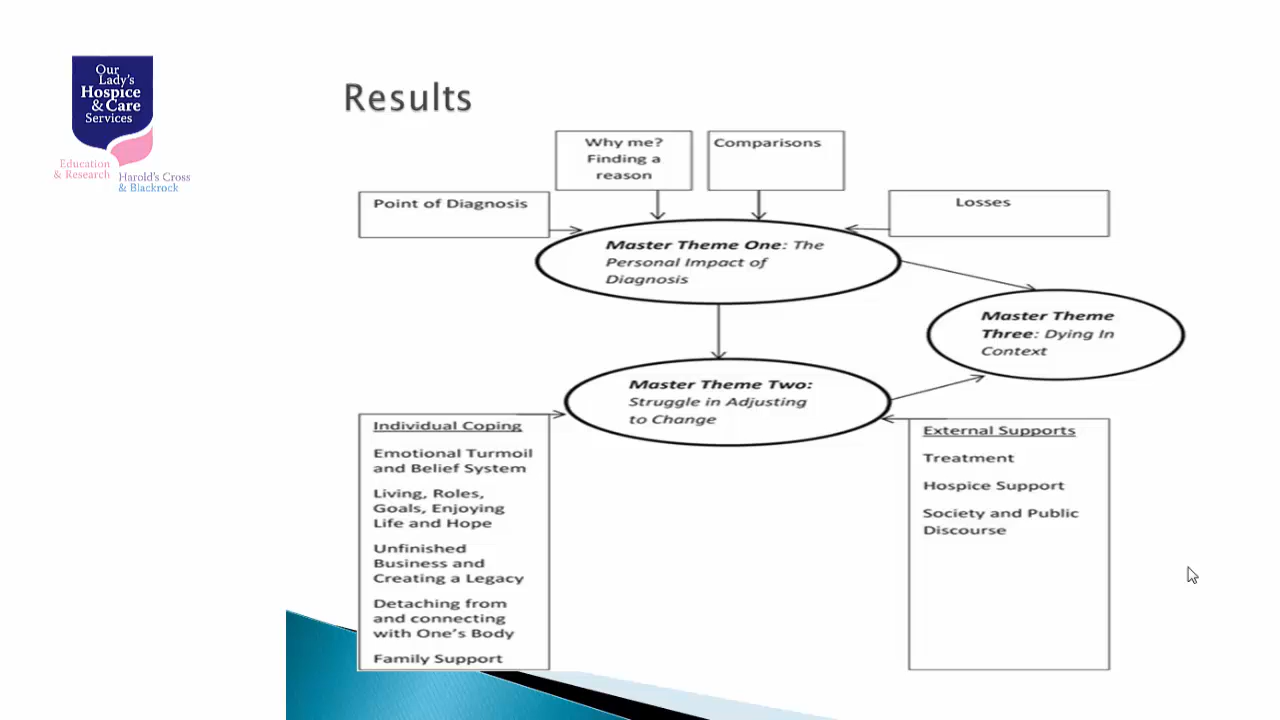 Our
Lady's
Hospice
& Care
Services
Education
& Research
Harold's Cross
& Blackrock
Results
Why me?
Finding a
reason
Comparisons
Point of Diagnosis
Losses
Master Theme One: The
Personal Impact of
Diagnosis
Master Theme
Three: Dying In
Context
Master Theme Two:
Struggle in Adjusting
to Change
Individual Coping
Emotional Turmoil
and Belief System
Living, Roles,
Goals, Enjoying
Life and Hope
Unfinished
Business and
Creating a Legacy
Detaching from
and connecting
with One's Body
Family Support
External Supports
Treatment
Hospice Support
Society and Public
Discourse